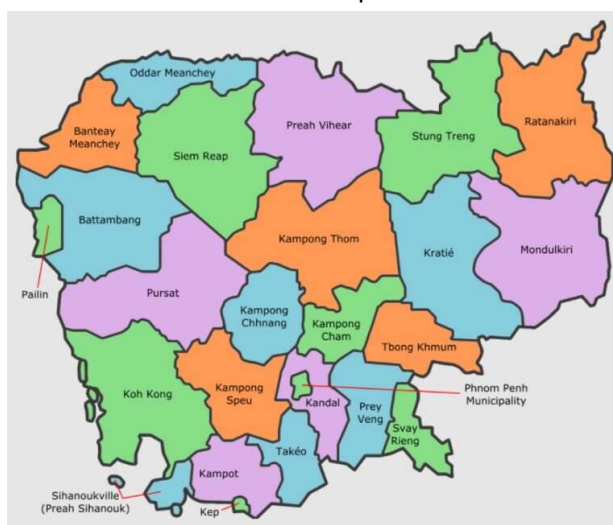 Oddar Meanchey
Banteay
Meanchey
Siem Reap
Preah Vihear
Stung Treng
Ratanakiri
Battambang
Pailin
Pursat
Kampong Thom
Kratié
Mondulkiri
Kampong
Chhnang
Kampong
Cham
Tbong Khmum
Koh Kong
Kampong
Speu
Kandal
Phnom Penh
Municipality
Prey
Veng
Svay
Rieng
Takéo
Kampot
Sihanoukville
(Preah Sihanouk)
Kep